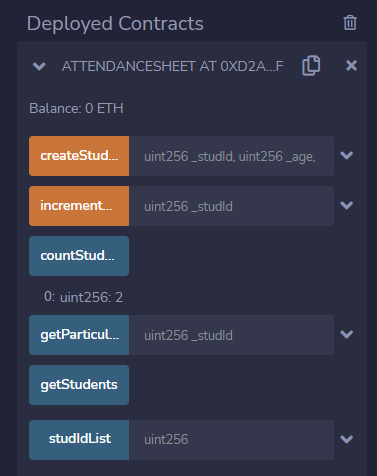 Deployed Contracts
ATTENDANCESHEET AT 0XD2A...F
Balance: 0 ETH
createStud... uint256 _studId, uint256 _age,
increment... uint256 _studId
countStud...
0: uint256: 2
getParticul... uint256 _studId
getStudents
studIdList uint256